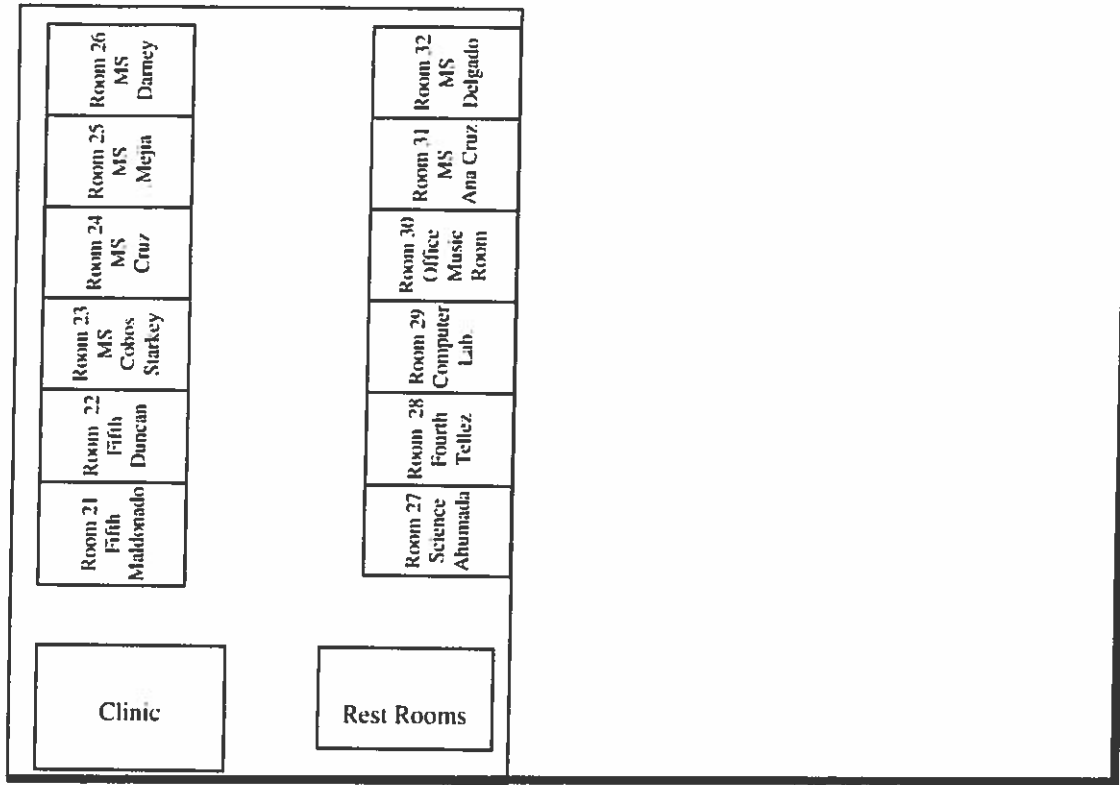 Room 26
MS
Darney
Room 25
MS
Mejia
Room 24
MS
Cruz
Room 23
MS
Cobos
Starkey
Room 22
Fifth
Duncan
Room 21
Fifth
Maldonado
Room 32
MS
Delgado
Room 31
MS
Ana Cruz
Room 30
Office
Music
Room
Room 29
Computer
Lab.
Room 28
Fourth
Tellez
Room 27
Science
Ahumada
Clinic
Rest Rooms